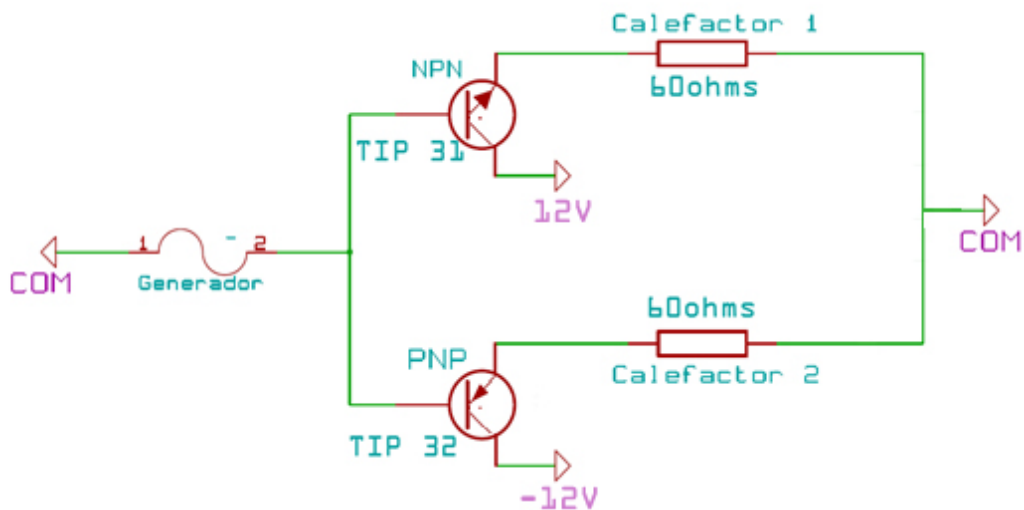 Calefactor 1
NPN
60ohms
TIP 31
12V
1
-
2
COM
Generador
COM
60ohms
PNP
Calefactor 2
TIP 32
-12V